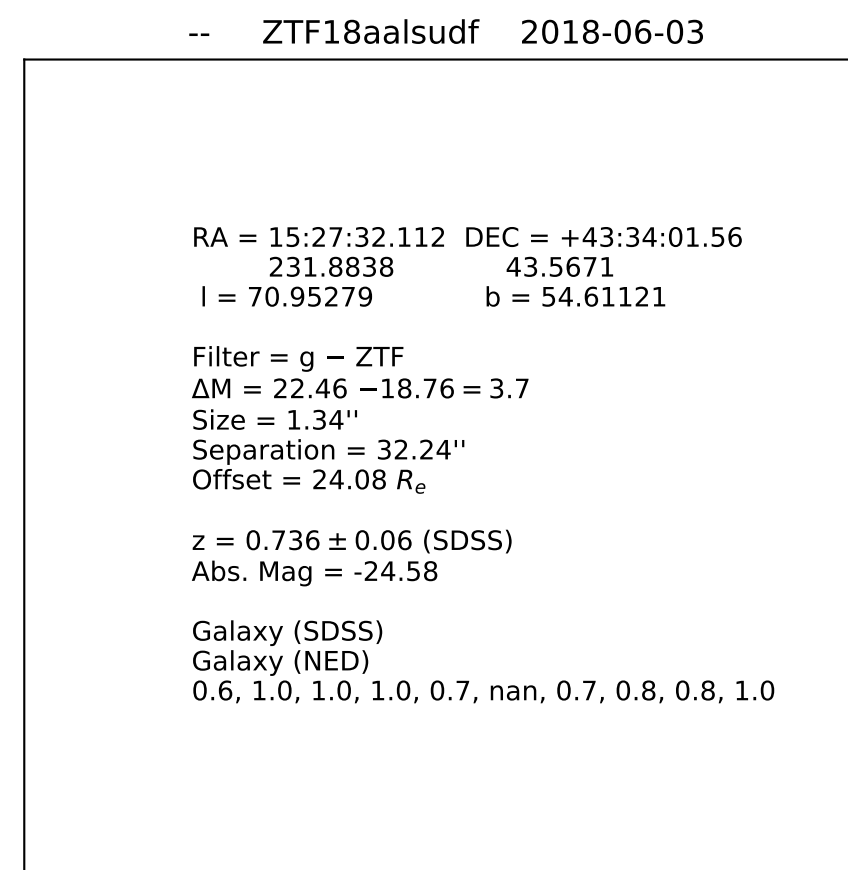 -- ZTF18aalsudf 2018-06-03
RA = 15:27:32.112 DEC = +43:34:01.56
231.8838 43.5671
l = 70.95279 b = 54.61121
Filter = g − ZTF
ΔM = 22.46 −18.76 = 3.7
Size = 1.34''
Separation = 32.24''
Offset = 24.08 Re
z = 0.736 ± 0.06 (SDSS)
Abs. Mag = -24.58
Galaxy (SDSS)
Galaxy (NED)
0.6, 1.0, 1.0, 1.0, 0.7, nan, 0.7, 0.8, 0.8, 1.0